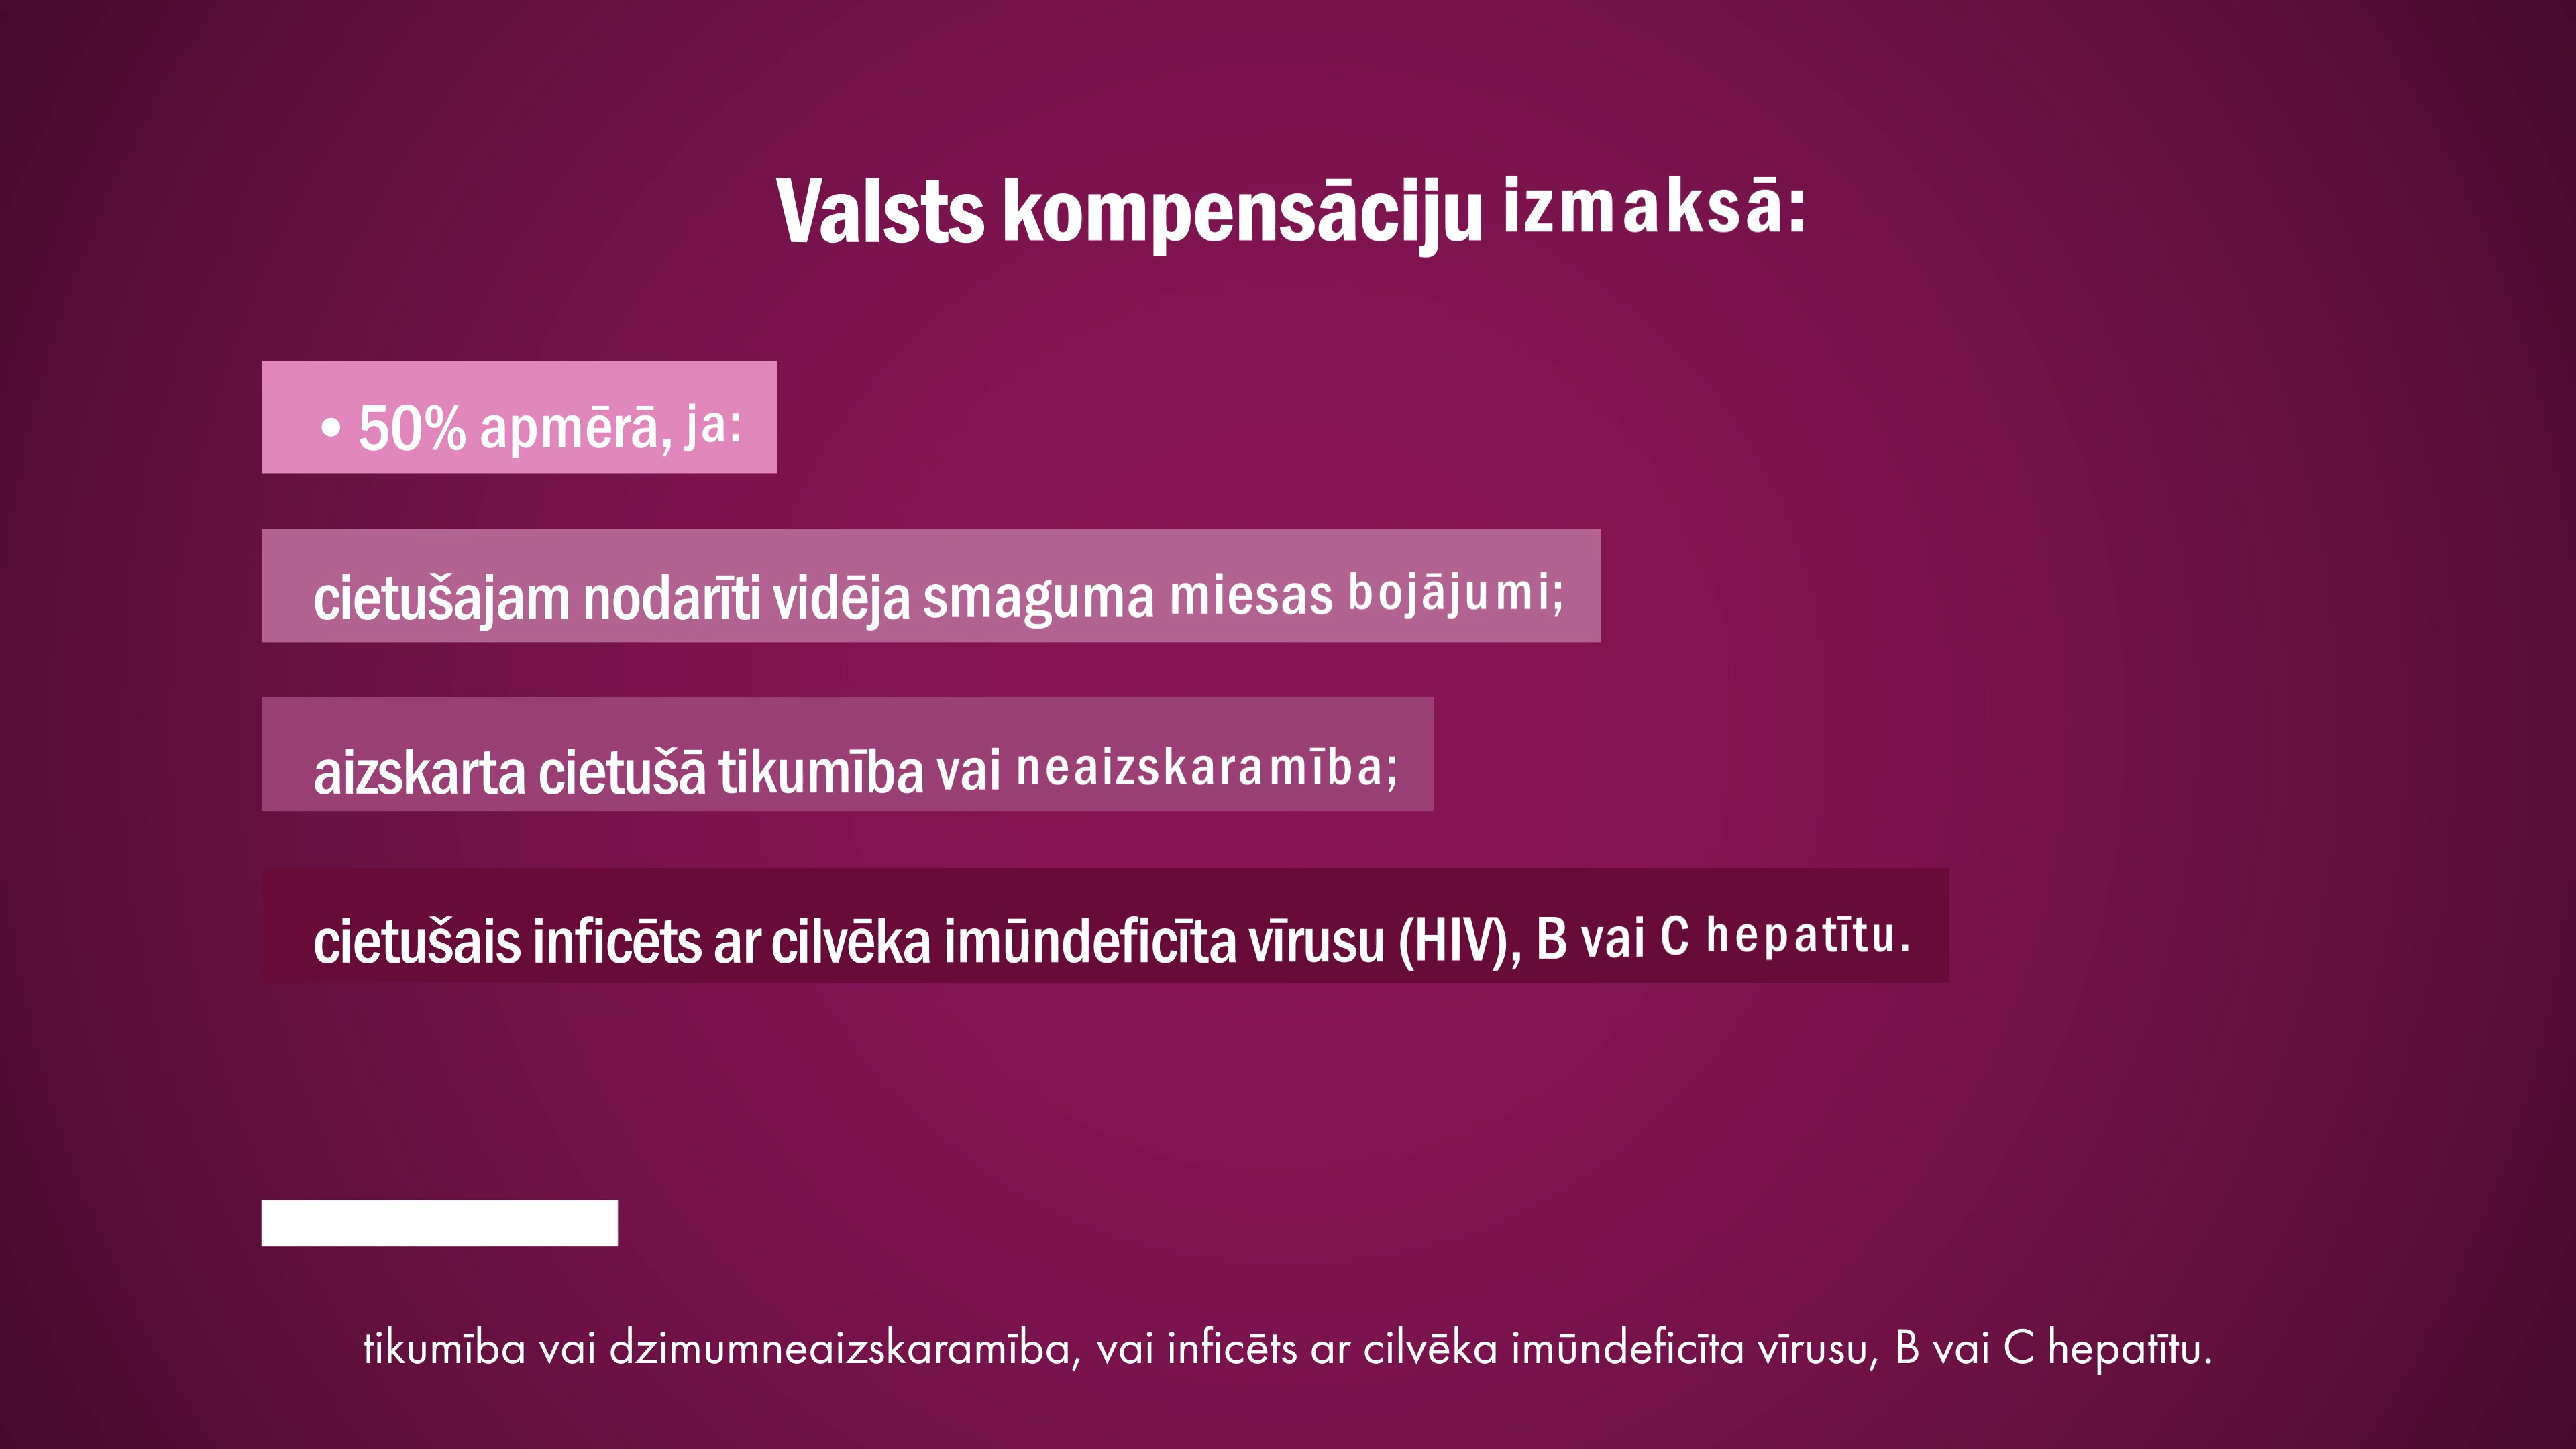 Valsts kompensāciju izmaksā:
• 50% apmērā, ja:
cietušajam nodarīti vidēja smaguma miesas bojājumi;
aizskarta cietušā tikumība vai neaizskaramība;
cietušais inficēts ar cilvēka imūndeficīta vīrusu (HIV), B vai C hepatītu.
tikumība vai dzimumneaizskaramība, vai inficēts ar cilvēka imūndeficīta vīrusu, B vai C hepatītu.